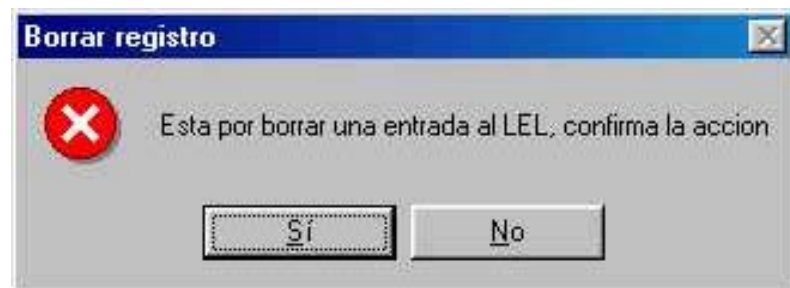 Borrar registro
Esta por borrar una entrada al LEL, confirma la accion
Sí
No